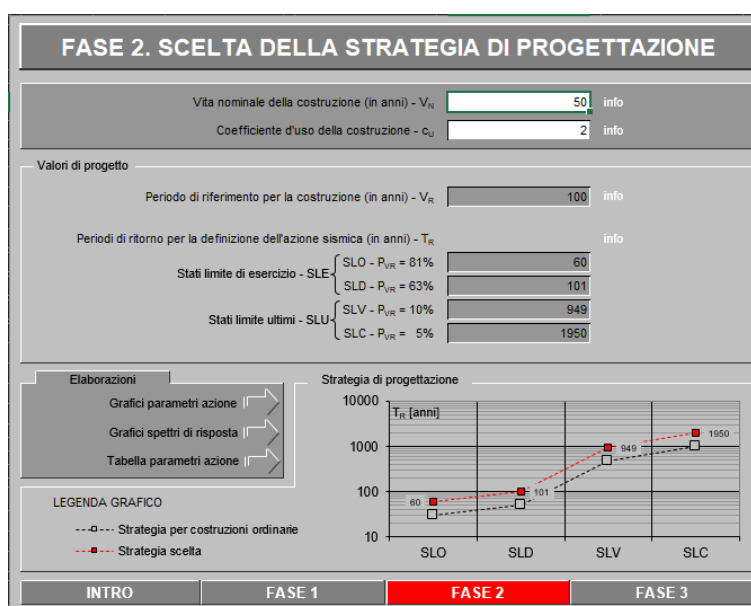 FASE 2. SCELTA DELLA STRATEGIA DI PROGETTAZIONE
Vita nominale della costruzione (in anni) - VN 50 info
Coefficiente d'uso della costruzione - cU 2 info
Valori di progetto
Periodo di riferimento per la costruzione (in anni) - VR 100 info
Periodi di ritorno per la definizione dell'azione sismica (in anni) - TR info
Stati limite di esercizio - SLE
SLO - PVR = 81% 60
SLD - PVR = 63% 101
Stati limite ultimi - SLU
SLV - PVR = 10% 949
SLC - PVR = 5% 1950
Elaborazioni
Grafici parametri azione
Grafici spettri di risposta
Tabella parametri azione
LEGENDA GRAFICO
Strategia per costruzioni ordinarie
Strategia scelta
Strategia di progettazione
TR [anni]
10000
1000
100
10
60
101
949
1950
SLO SLD SLV SLC
INTRO FASE 1 FASE 2 FASE 3